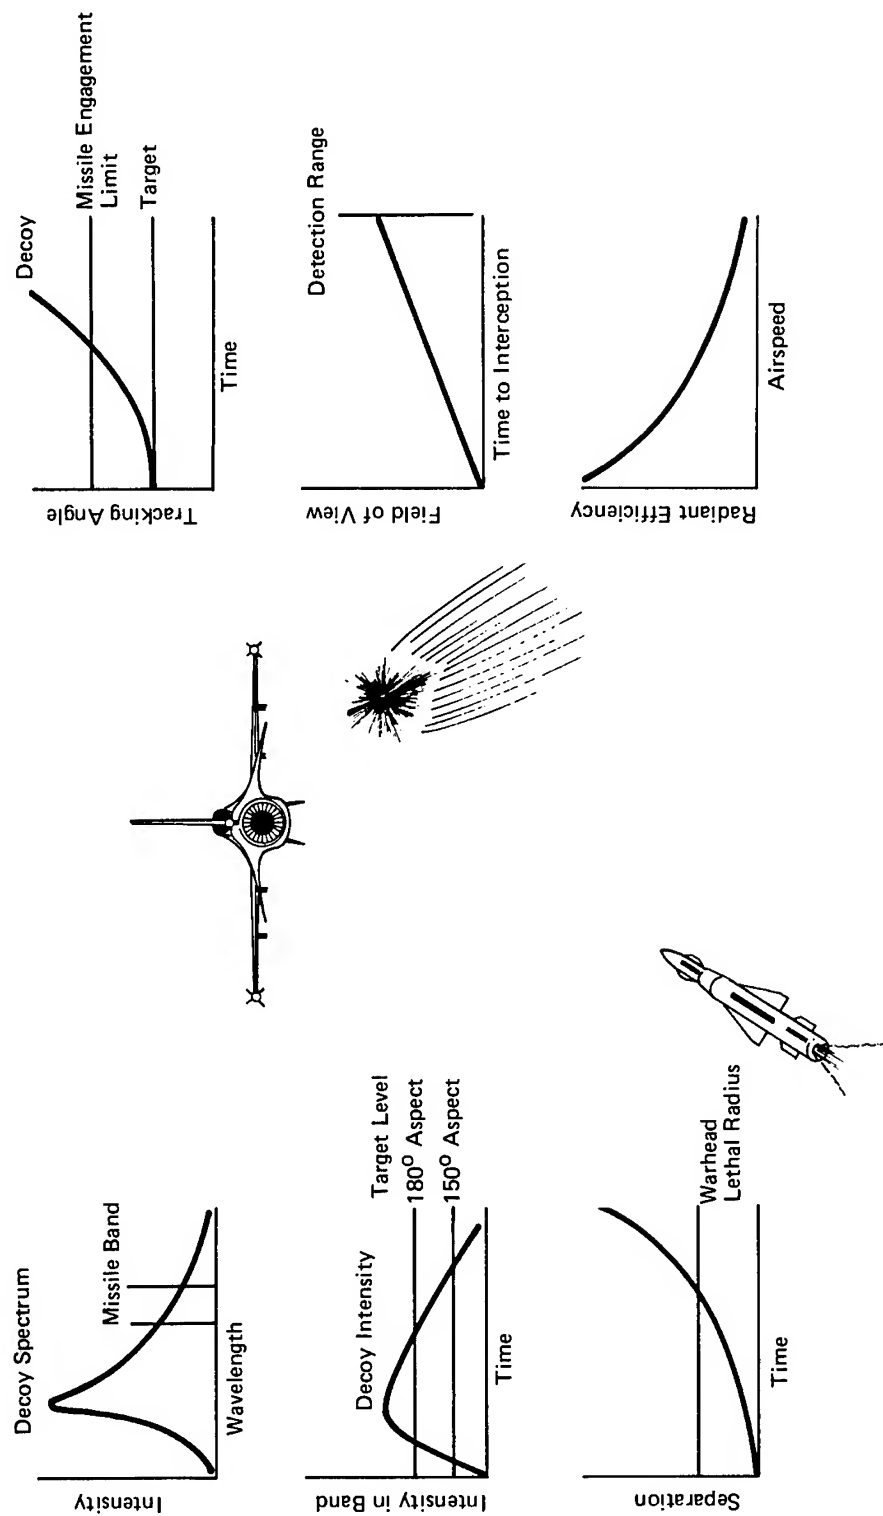 Decoy Spectrum
Missile Band
Intensity
Wavelength
Decoy Intensity
Target Level
180° Aspect
150° Aspect
Intensity in Band
Time
Separation
Warhead
Lethal Radius
Time
Decoy
Missile Engagement
Limit
Target
Tracking Angle
Time
Detection Range
Field of View
Time to Interception
Radiant Efficiency
Airspeed